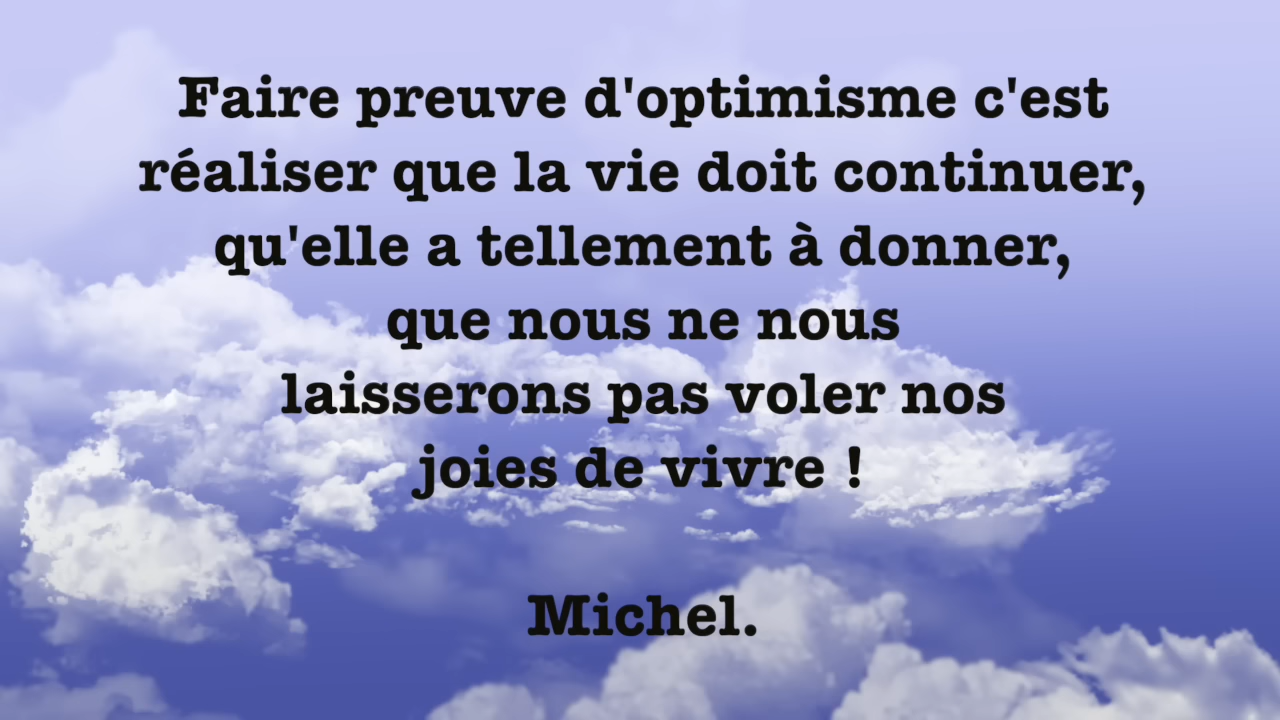 Faire preuve d'optimisme c'est
réaliser que la vie doit continuer,
qu'elle a tellement à donner,
que nous ne nous
laisserons pas voler nos
joies de vivre !
Michel.